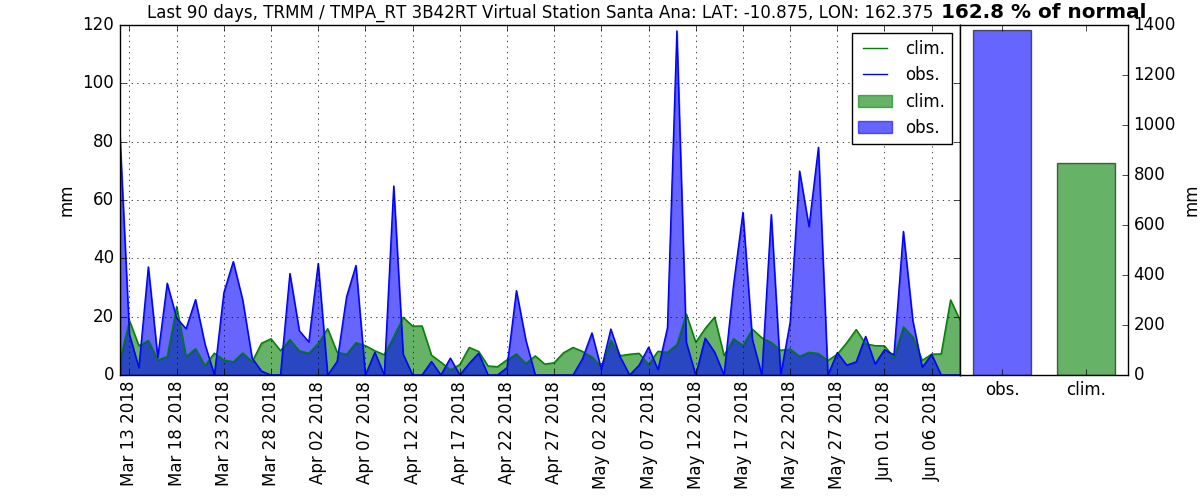 Last 90 days, TRMM / TMPA_RT 3B42RT Virtual Station Santa Ana: LAT: -10.875, LON: 162.375 162.8 % of normal
120
100
80
60
40
20
0
mm
clim.
obs.
clim.
obs.
1400
1200
1000
800
600
400
200
0
mm
obs.
clim.
Mar 13 2018
Mar 18 2018
Mar 23 2018
Mar 28 2018
Apr 02 2018
Apr 07 2018
Apr 12 2018
Apr 17 2018
Apr 22 2018
Apr 27 2018
May 02 2018
May 07 2018
May 12 2018
May 17 2018
May 22 2018
May 27 2018
Jun 01 2018
Jun 06 2018